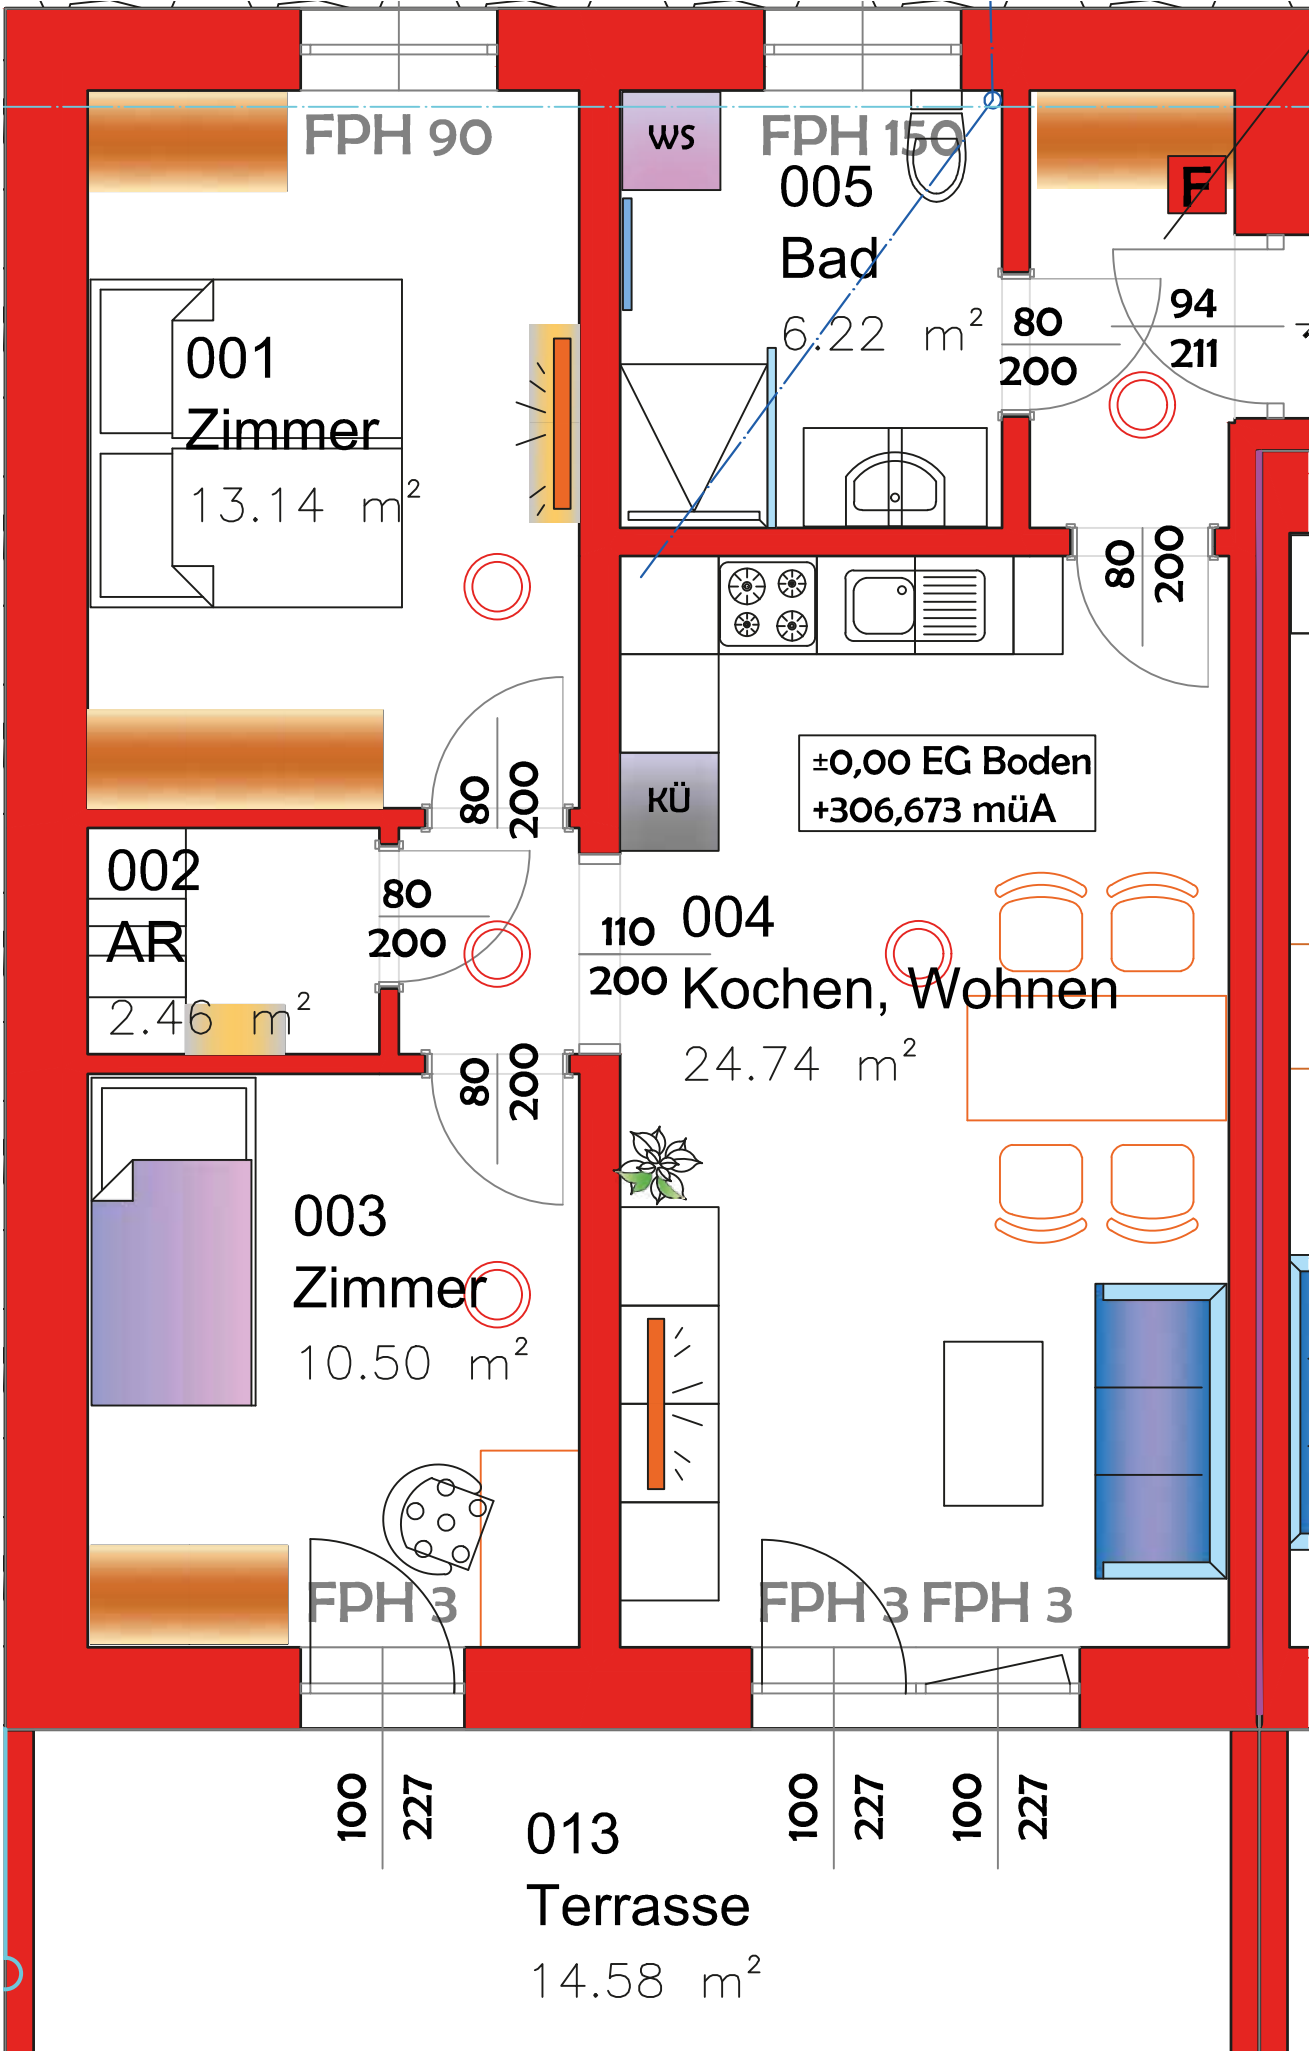 FPH 90
WS
FPH 150
005
Bad
6.22 m²
F
80
200
94
211
001
Zimmer
13.14 m²
80
200
±0,00 EG Boden
+306,673 müA
KÜ
80
200
002
AR
2.46 m²
80
200
110
200
004
Kochen, Wohnen
24.74 m²
80
200
003
Zimmer
10.50 m²
FPH 3
FPH 3 FPH 3
100
227
100
227
100
227
013
Terrasse
14.58 m²